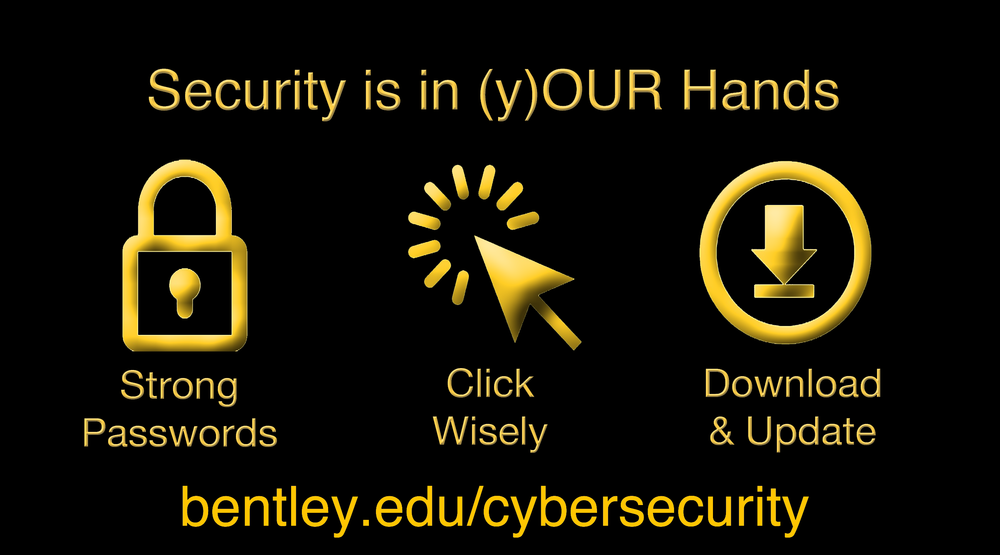 Security is in (y)OUR Hands
Strong
Passwords
Click
Wisely
Download
& Update
bentley.edu/cybersecurity